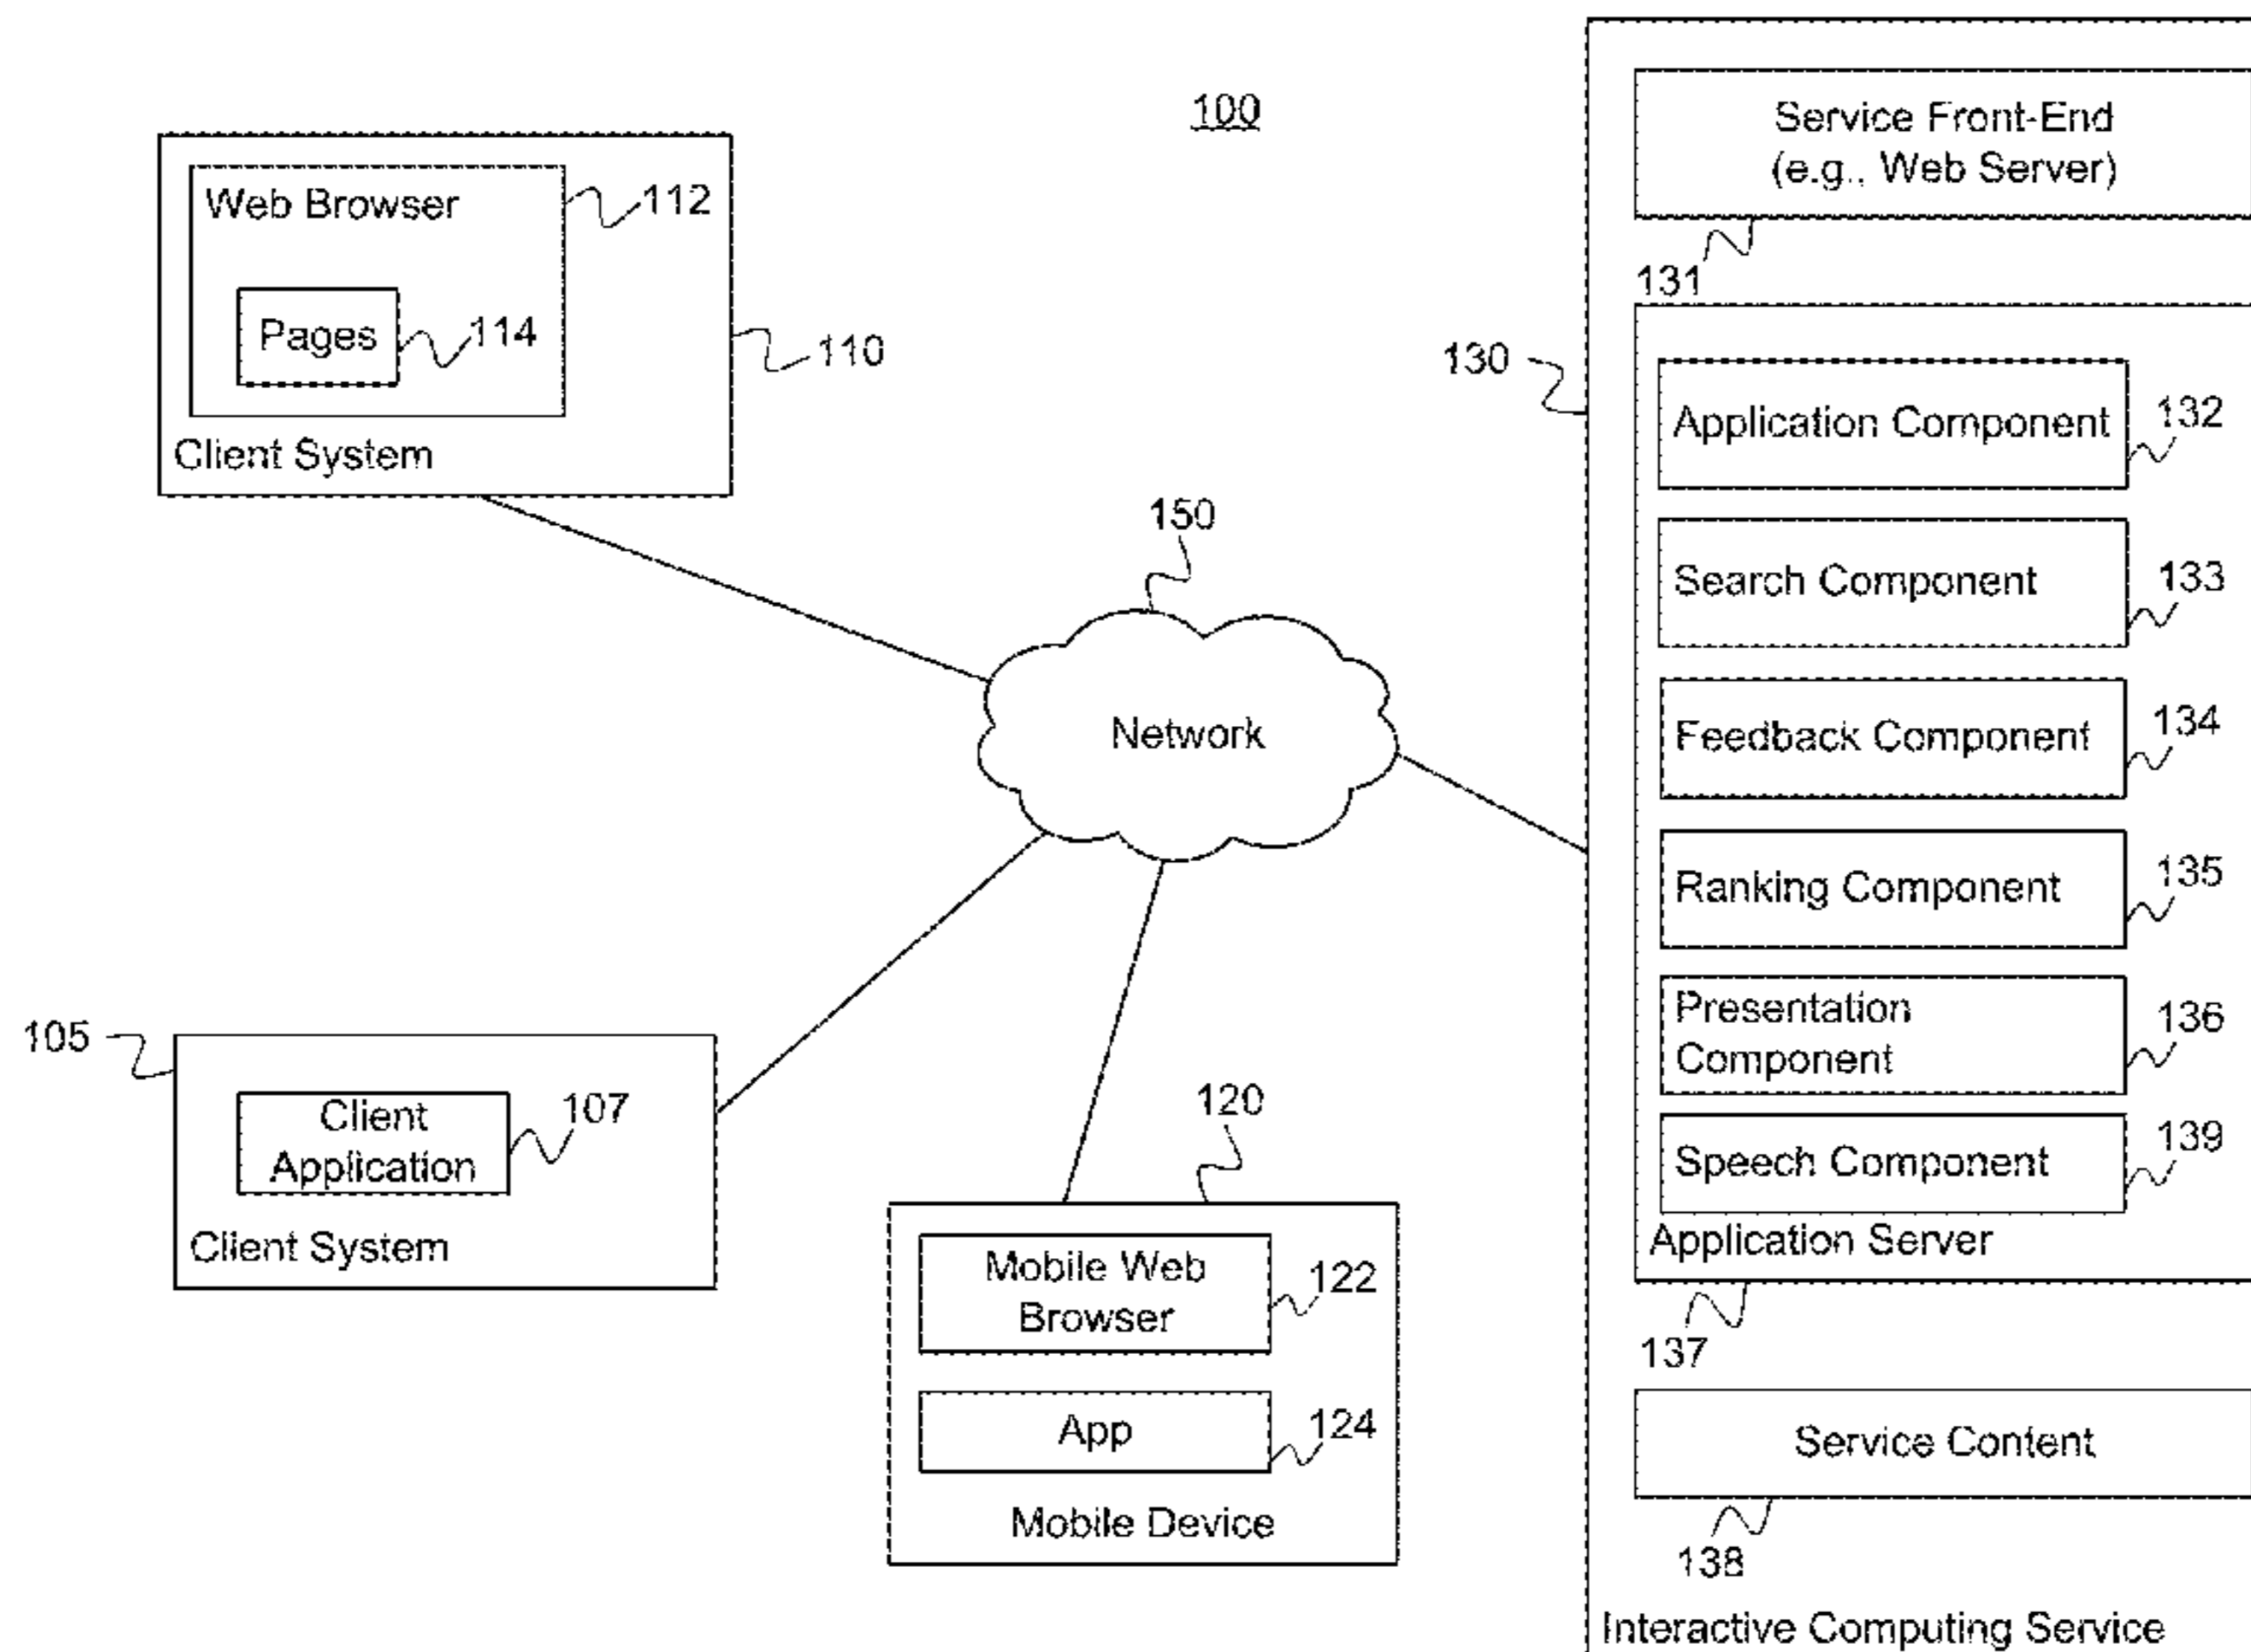 100
Web Browser
112
Pages
114
110
Client System
150
Network
105
Client
Application
107
Client System
120
Mobile Web
Browser
122
App
124
Mobile Device
130
Service Front-End
(e.g., Web Server)
131
Application Component
132
Search Component
133
Feedback Component
134
Ranking Component
135
Presentation
Component
136
Speech Component
139
Application Server
137
Service Content
138
Interactive Computing Service